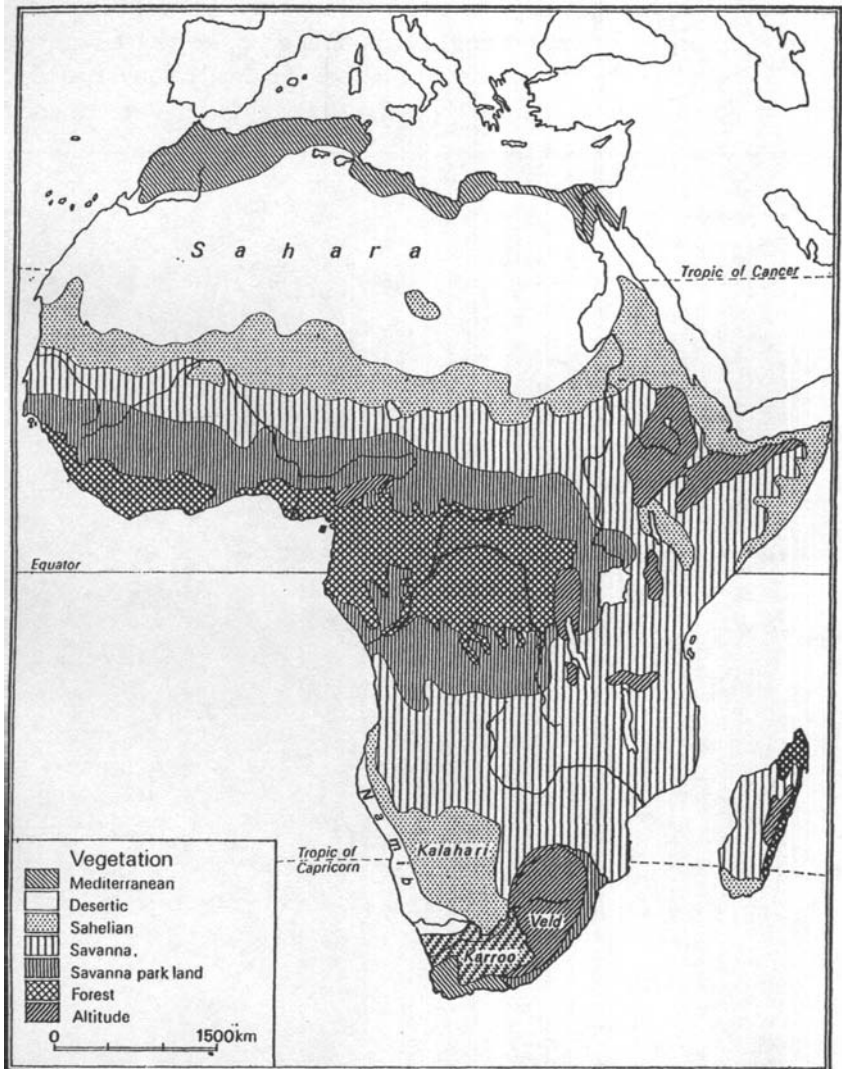 Sahara
Tropic of Cancer
Equator
Namib
Kalahari
Tropic of
Capricorn
Veld
Karroo
Vegetation
Mediterranean
Desertic
Sahelian
Savanna.
Savanna park land
Forest
Altitude
0 1500km